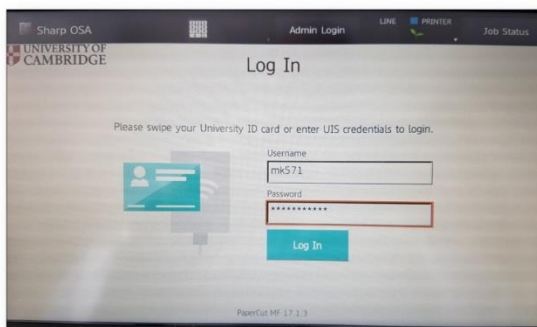 Sharp OSA
Admin Login
LINE
PRINTER
Job Status
UNIVERSITY OF
CAMBRIDGE
Log In
Please swipe your University ID card or enter UIS credentials to login.
Username
mk571
Password
***********
Log In
PaperCut MF 17.1.3